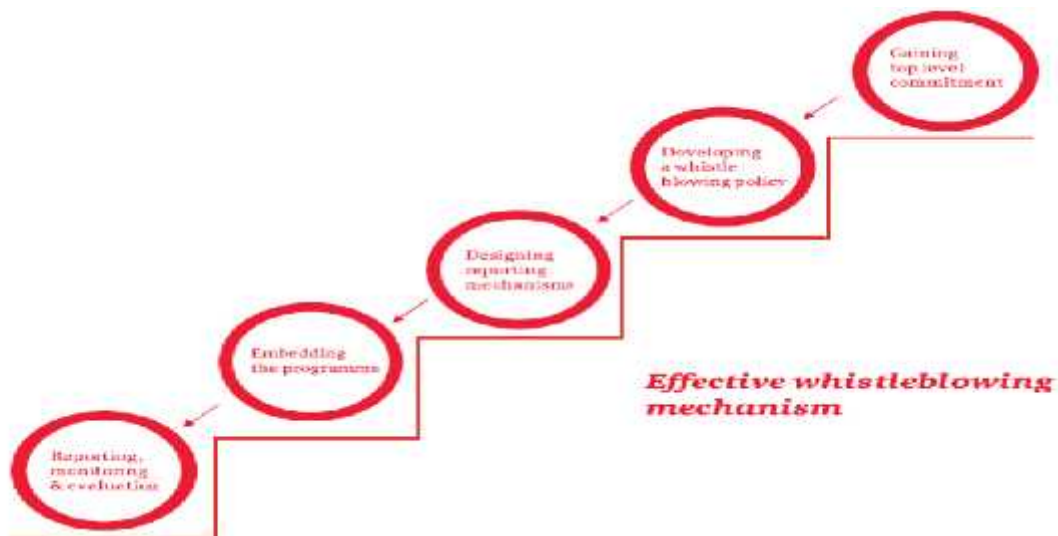 Gaining
top level
commitment
Developing
a whistle
blowing policy
Designing
reporting
mechanisms
Embedding
the programme
Reporting,
monitoring
& evaluation
Effective whistleblowing
mechanism